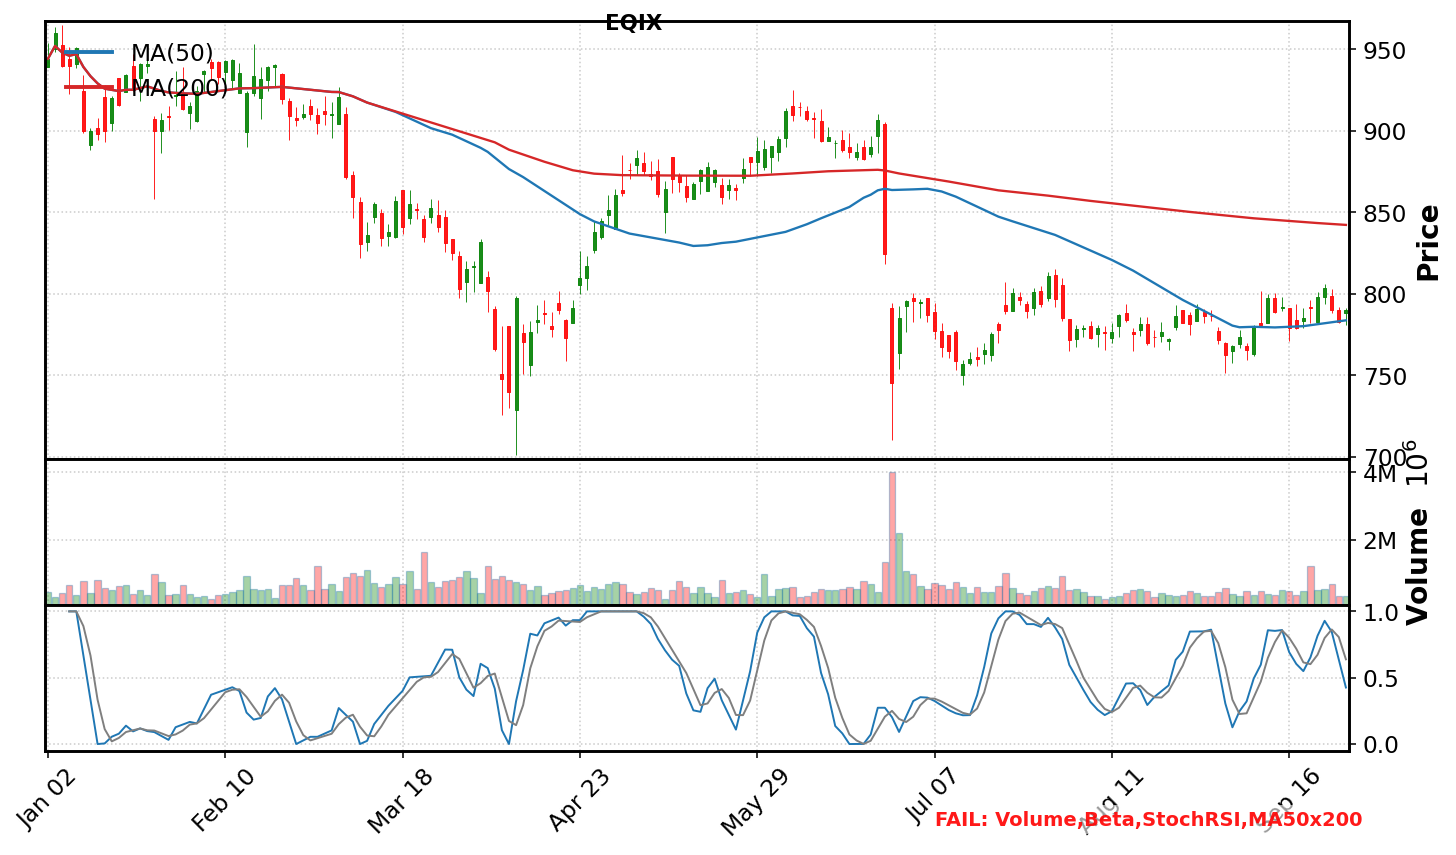 EQIX
MA(50)
MA(200)
950
900
850
800
750
700
Price
4M
2M
Volume 10^6
1.0
0.5
0.0
Jan 02
Feb 10
Mar 18
Apr 23
May 29
Jul 07
Aug 11
Sep 16
FAIL: Volume,Beta,StochRSI,MA50x200